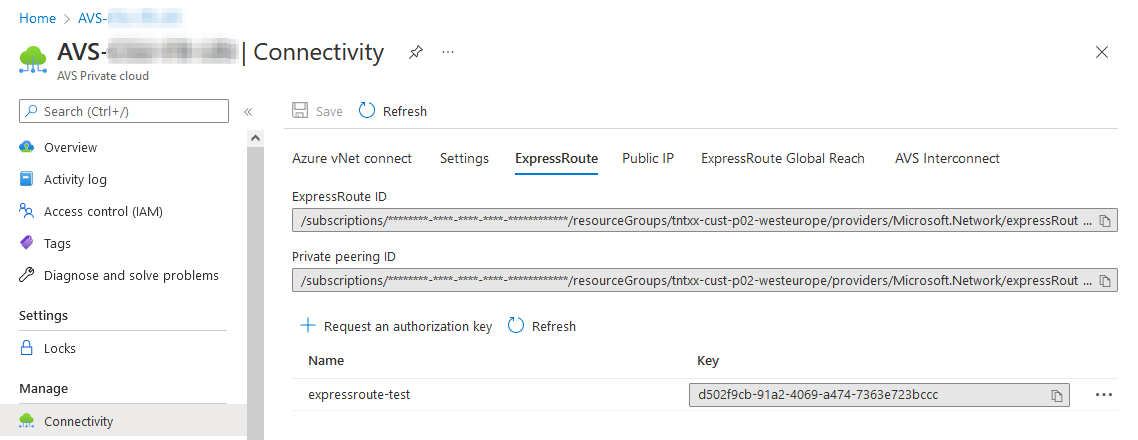 Home > AVS-
AVS- | Connectivity ···
AVS Private cloud
Search (Ctrl+/) «
Save Refresh
Overview
Activity log
Access control (IAM)
Tags
Diagnose and solve problems
Settings
Locks
Manage
Connectivity
Azure vNet connect Settings ExpressRoute Public IP ExpressRoute Global Reach AVS Interconnect
ExpressRoute ID
/subscriptions/********-****-****-****-************/resourceGroups/tntxx-cust-p02-westeurope/providers/Microsoft.Network/expressRout ...
Private peering ID
/subscriptions/********-****-****-****-************/resourceGroups/tntxx-cust-p02-westeurope/providers/Microsoft.Network/expressRout ...
Request an authorization key Refresh
Name Key
expressroute-test d502f9cb-91a2-4069-a474-7363e723bccc ···